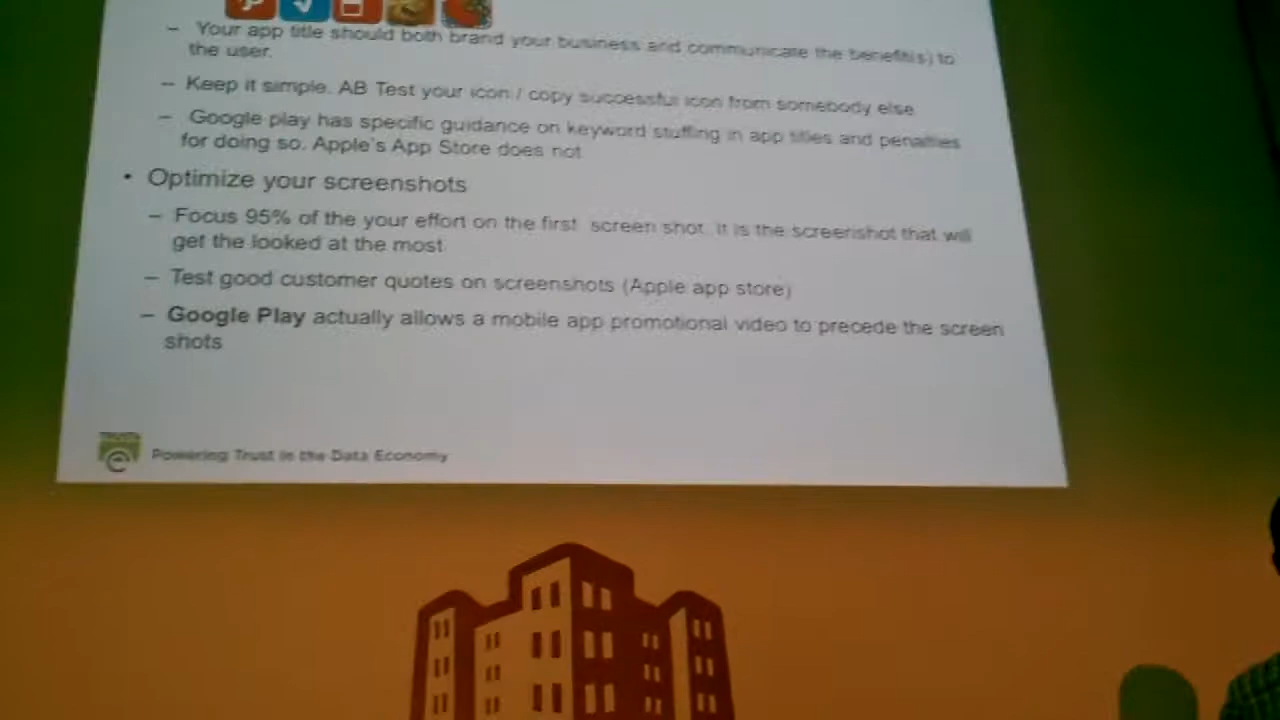 – Your app title should both brand your business and communicate the benefit(s) to
the user.
– Keep it simple. AB Test your icon / copy successful icon from somebody else
– Google play has specific guidance on keyword stuffing in app titles and penalties
for doing so. Apple's App Store does not
• Optimize your screenshots
– Focus 95% of the your effort on the first screen shot. It is the screenshot that will
get the looked at the most
– Test good customer quotes on screenshots (Apple app store)
– Google Play actually allows a mobile app promotional video to precede the screen
shots
Powering Trust in the Data Economy